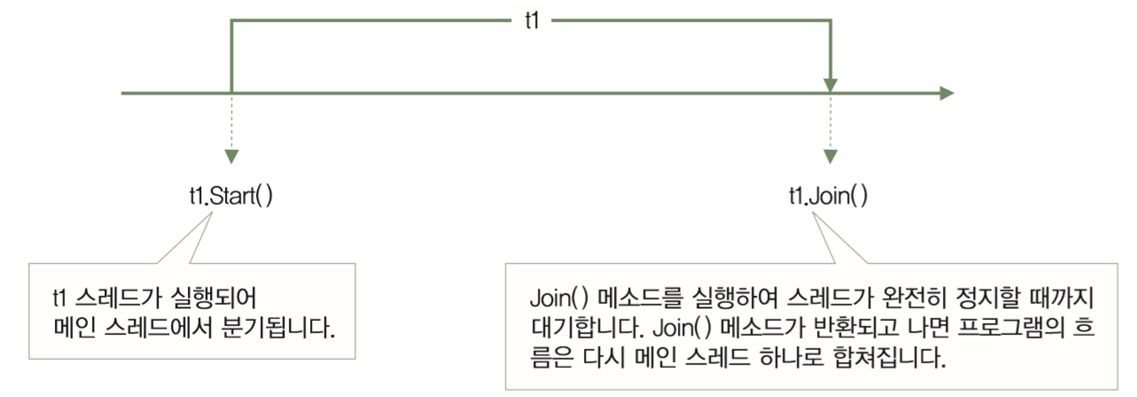 t1
t1.Start( )
t1.Join( )
t1 스레드가 실행되어
메인 스레드에서 분기됩니다.
Join( ) 메소드를 실행하여 스레드가 완전히 정지할 때까지
대기합니다. Join( ) 메소드가 반환되고 나면 프로그램의 흐
름은 다시 메인 스레드 하나로 합쳐집니다.